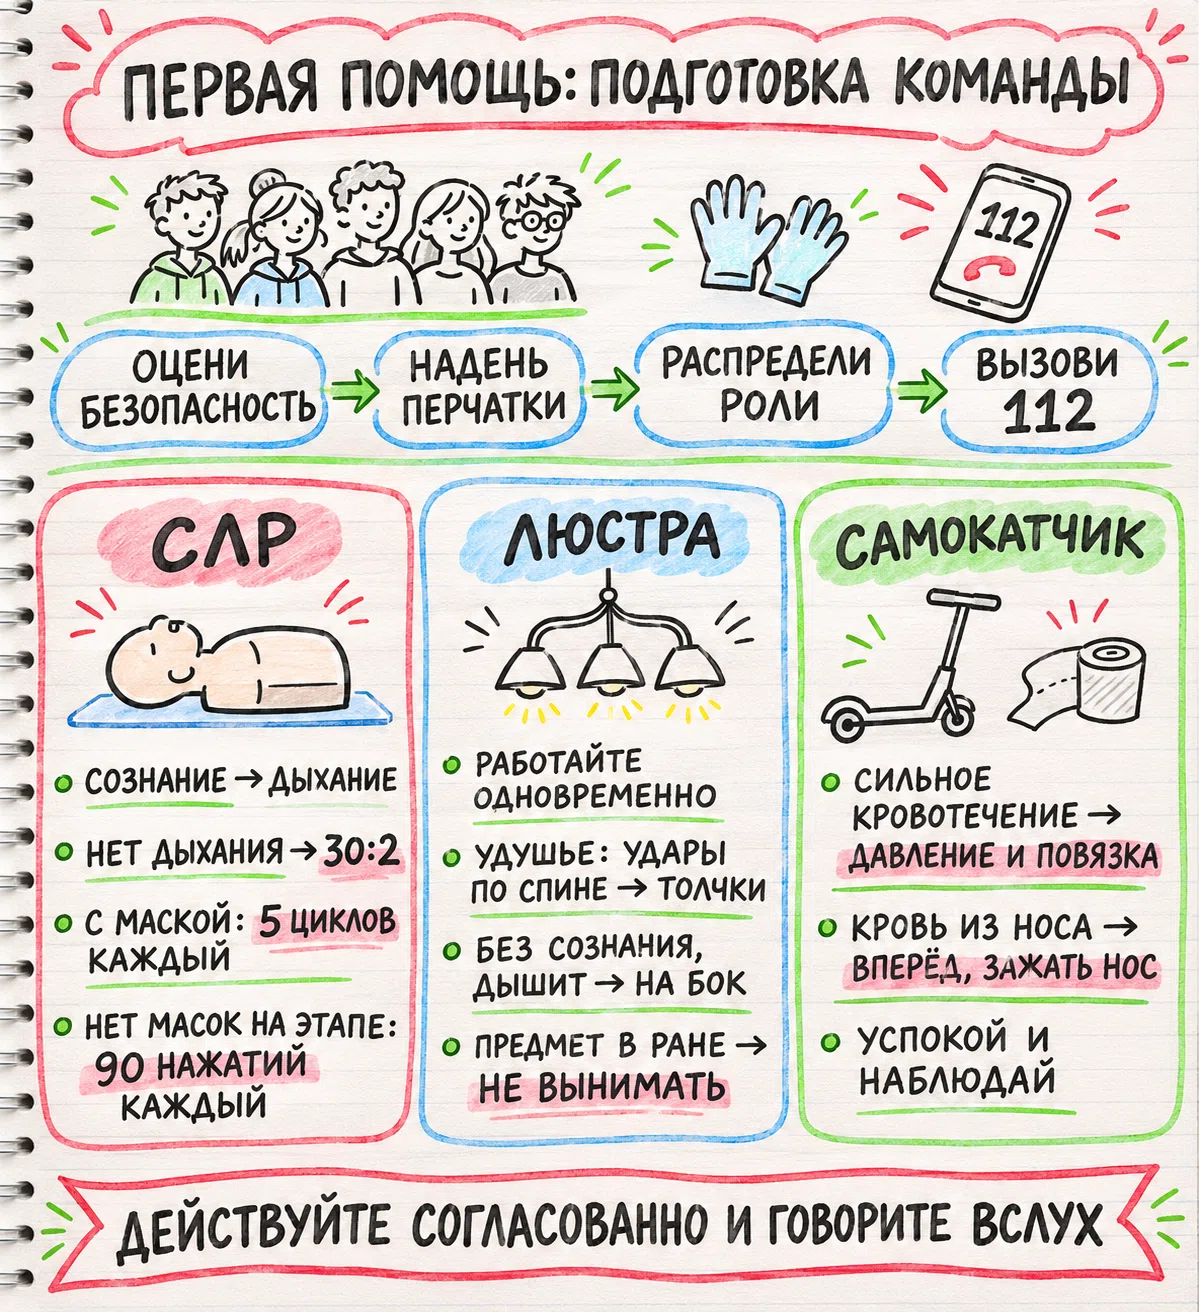 ПЕРВАЯ ПОМОЩЬ: ПОДГОТОВКА КОМАНДЫ
112
ОЦЕНИ
БЕЗОПАСНОСТЬ
НАДЕНЬ
ПЕРЧАТКИ
РАСПРЕДЕЛИ
РОЛИ
ВЫЗОВИ
112
СЛР
СОЗНАНИЕ → ДЫХАНИЕ
НЕТ ДЫХАНИЯ → 30:2
С МАСКОЙ: 5 ЦИКЛОВ
КАЖДЫЙ
НЕТ МАСОК НА ЭТАПЕ:
90 НАЖАТИЙ
КАЖДЫЙ
ЛЮСТРА
РАБОТАЙТЕ
ОДНОВРЕМЕННО
УДУШЬЕ: УДАРЫ
ПО СПИНЕ → ТОЛЧКИ
БЕЗ СОЗНАНИЯ,
ДЫШИТ → НА БОК
ПРЕДМЕТ В РАНЕ →
НЕ ВЫНИМАТЬ
САМОКАТЧИК
СИЛЬНОЕ
КРОВОТЕЧЕНИЕ →
ДАВЛЕНИЕ И ПОВЯЗКА
КРОВЬ ИЗ НОСА →
ВПЕРЁД, ЗАЖАТЬ НОС
УСПОКОЙ И
НАБЛЮДАЙ
ДЕЙСТВУЙТЕ СОГЛАСОВАННО И ГОВОРИТЕ ВСЛУХ